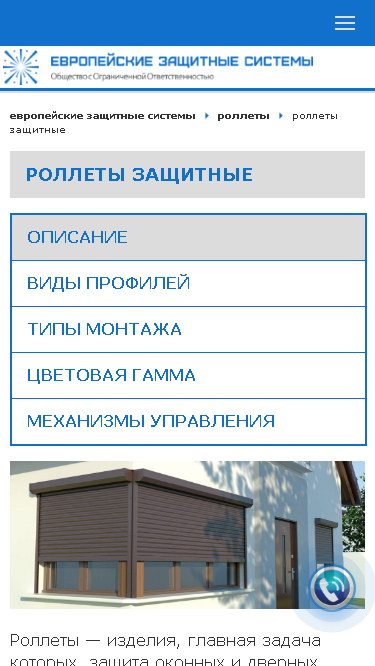 ЕВРОПЕЙСКИЕ ЗАЩИТНЫЕ СИСТЕМЫ
Общество с Ограниченной Ответственностью
европейские защитные системы роллеты роллеты
защитные
РОЛЛЕТЫ ЗАЩИТНЫЕ
ОПИСАНИЕ
ВИДЫ ПРОФИЛЕЙ
ТИПЫ МОНТАЖА
ЦВЕТОВАЯ ГАММА
МЕХАНИЗМЫ УПРАВЛЕНИЯ
Роллеты — изделия, главная задача
которых, защита оконных и дверных